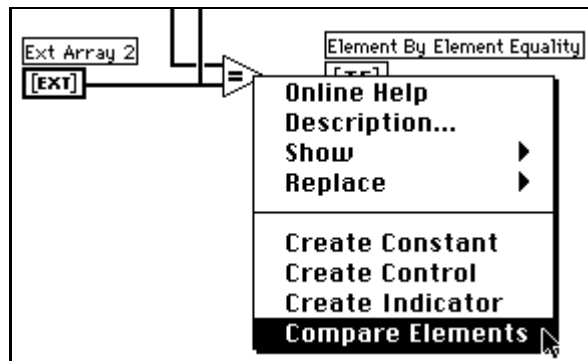 Ext Array 2
Element By Element Equality
[EXT]
=
[TF]
Online Help
Description...
Show
Replace
Create Constant
Create Control
Create Indicator
Compare Elements